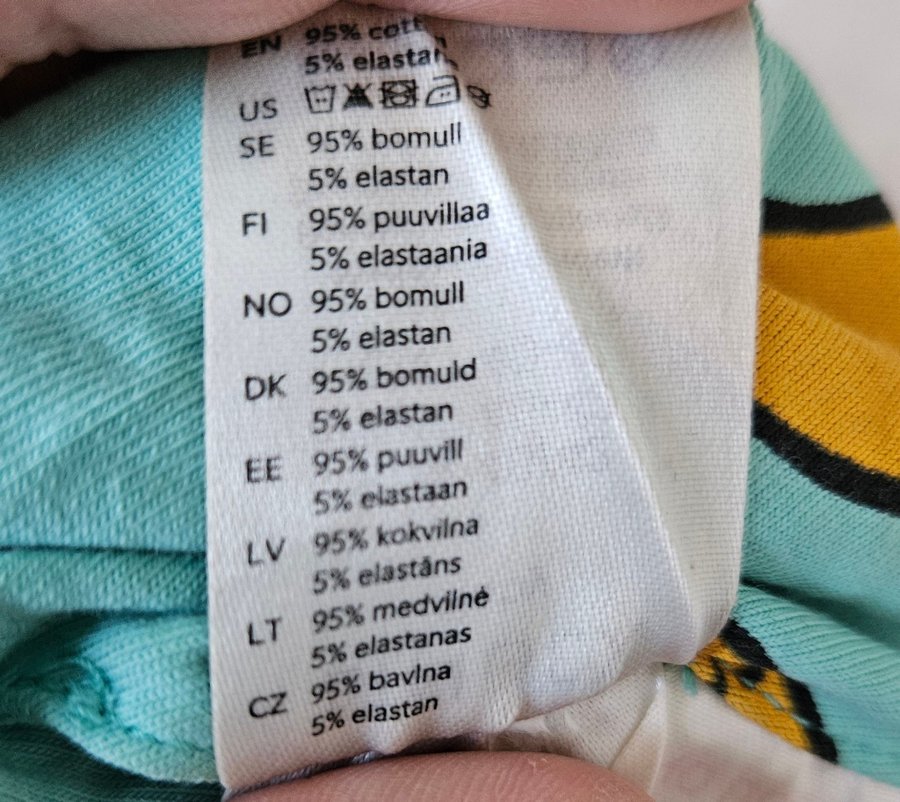 EN 95% cotton
5% elastan
US
SE 95% bomull
5% elastan
FI 95% puuvillaa
5% elastaania
NO 95% bomull
5% elastan
DK 95% bomuld
5% elastan
EE 95% puuvill
5% elastaan
LV 95% kokvilna
5% elastāns
LT 95% medvilnė
5% elastanas
CZ 95% bavlna
5% elastan